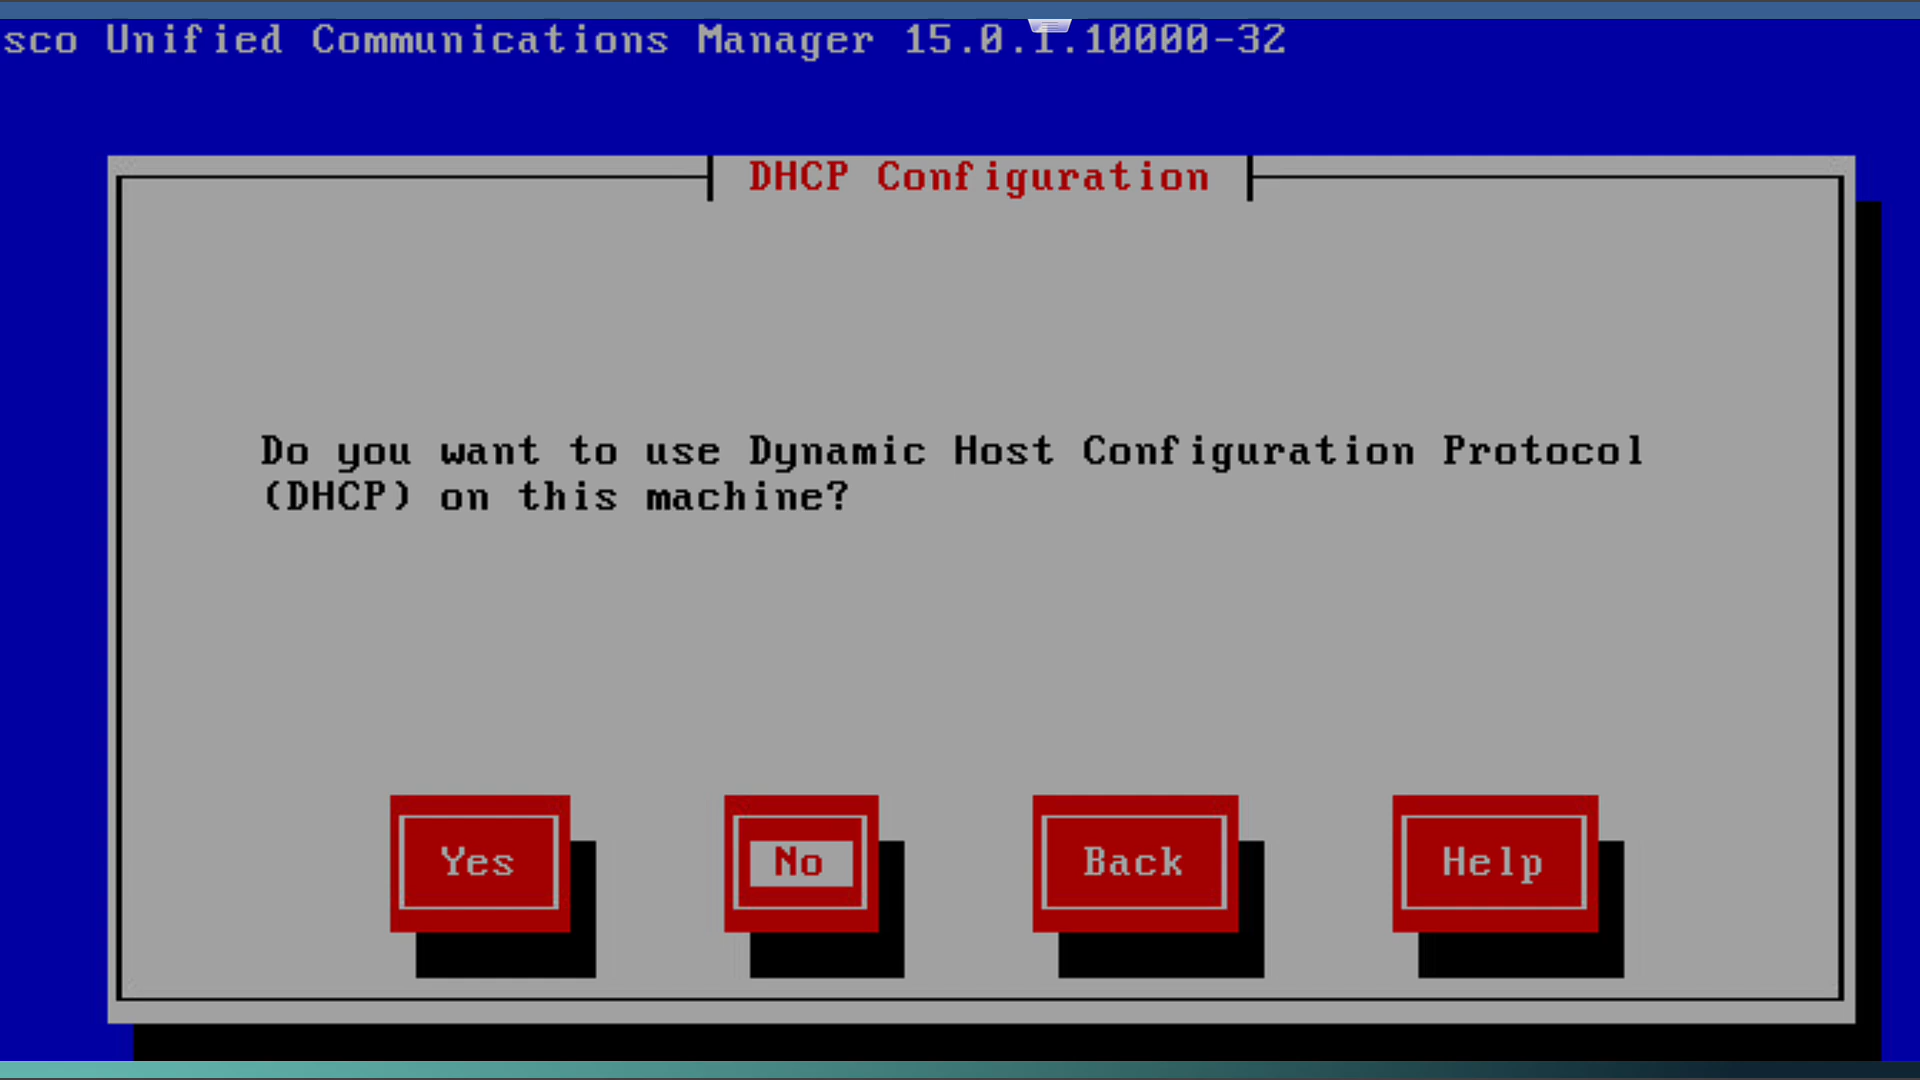 sco Unified Communications Manager 15.0.1.10000-32
DHCP Configuration
Do you want to use Dynamic Host Configuration Protocol
(DHCP) on this machine?
Yes No Back Help